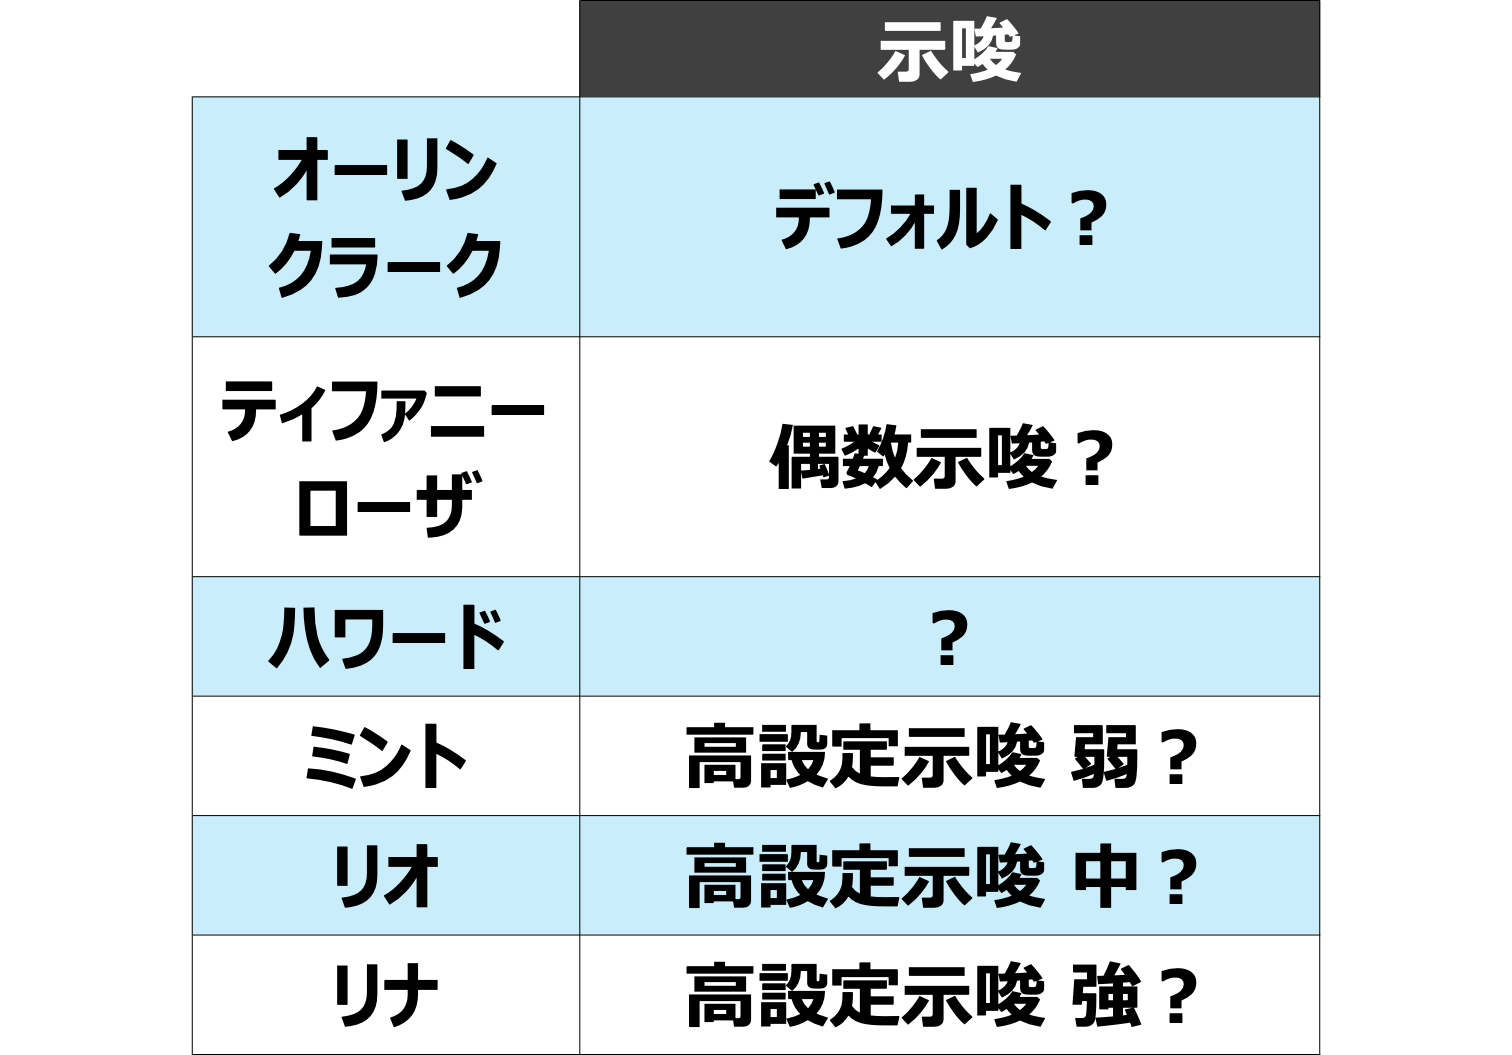 示唆
オーリン
クラーク
デフォルト？
ティファニー
ローザ
偶数示唆？
ハワード
？
ミント
高設定示唆 弱？
リオ
高設定示唆 中？
リナ
高設定示唆 強？